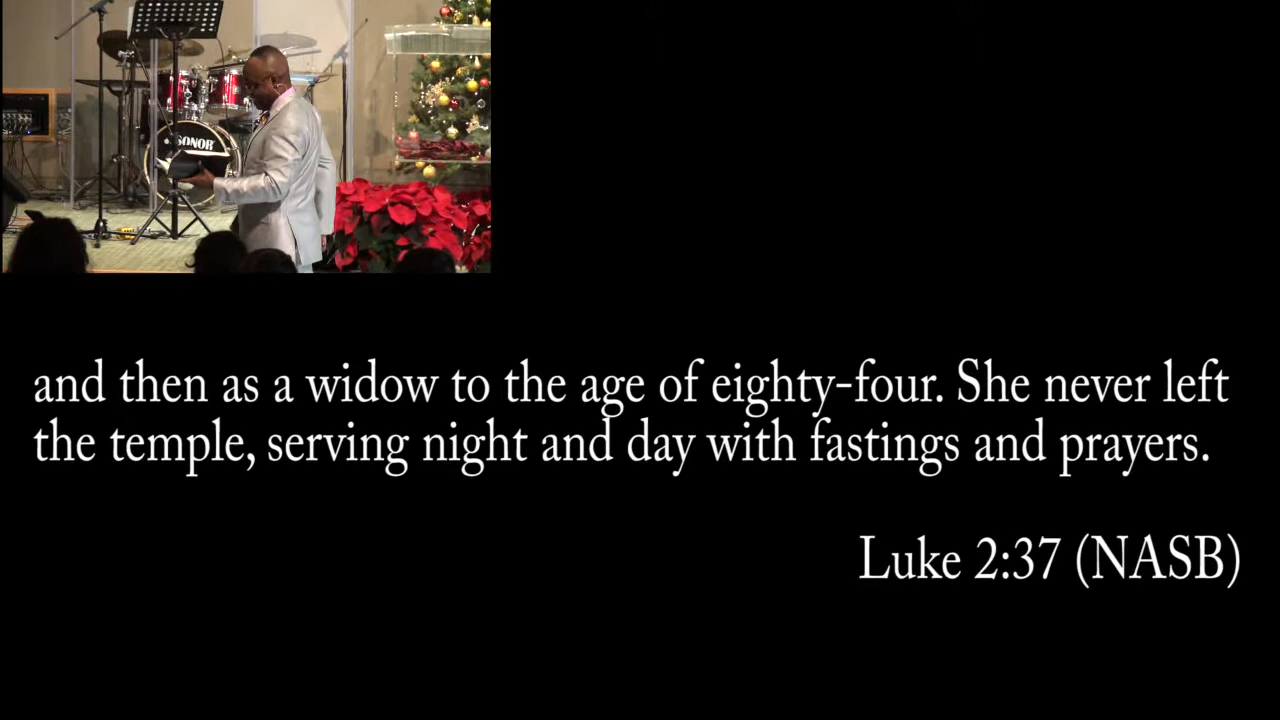 SONOR
and then as a widow to the age of eighty-four. She never left
the temple, serving night and day with fastings and prayers.
Luke 2:37 (NASB)